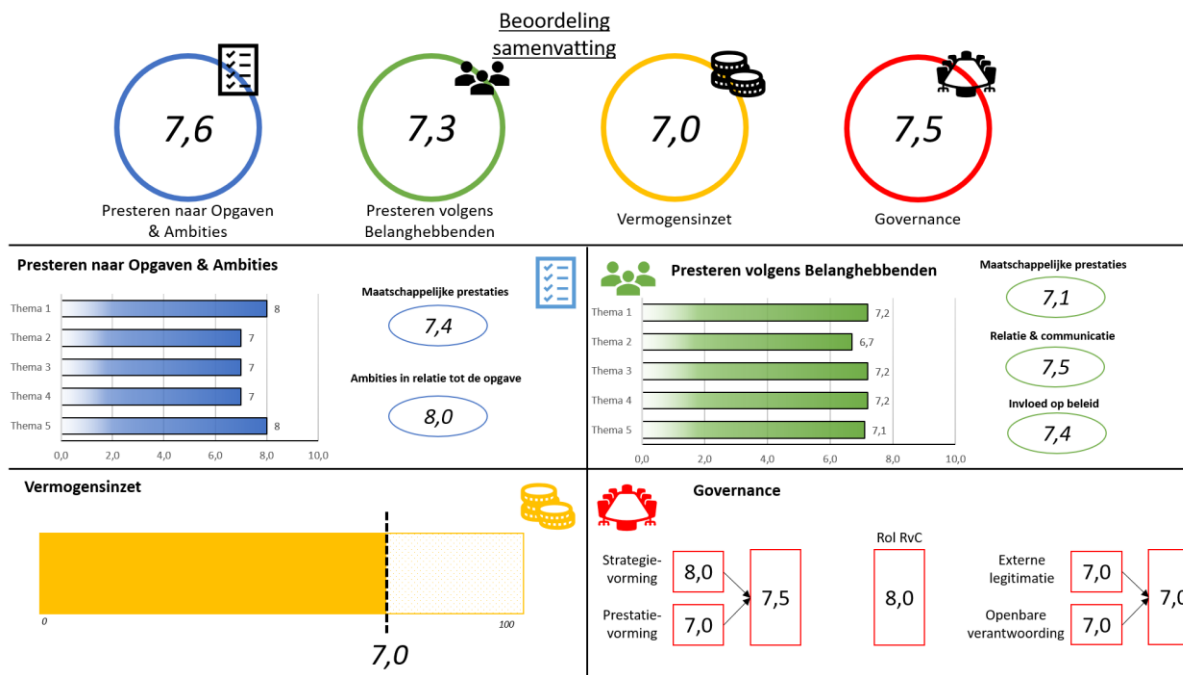 Beoordeling
samenvatting
7,6
7,3
7,0
7,5
Presteren naar Opgaven
& Ambities
Presteren volgens
Belanghebbenden
Vermogensinzet
Governance
Presteren naar Opgaven & Ambities
Thema 1
8
Thema 2
7
Thema 3
7
Thema 4
7
Thema 5
8
0,0 2,0 4,0 6,0 8,0 10,0
Maatschappelijke prestaties
7,4
Ambities in relatie tot de opgave
8,0
Presteren volgens Belanghebbenden
Thema 1
7,2
Thema 2
6,7
Thema 3
7,2
Thema 4
7,2
Thema 5
7,1
0,0 2,0 4,0 6,0 8,0 10,0
Maatschappelijke prestaties
7,1
Relatie & communicatie
7,5
Invloed op beleid
7,4
Vermogensinzet
0
100
7,0
Governance
Strategie-
vorming
8,0
Prestatie-
vorming
7,0
7,5
Rol RvC
8,0
Externe
legitimatie
7,0
Openbare
verantwoording
7,0
7,0